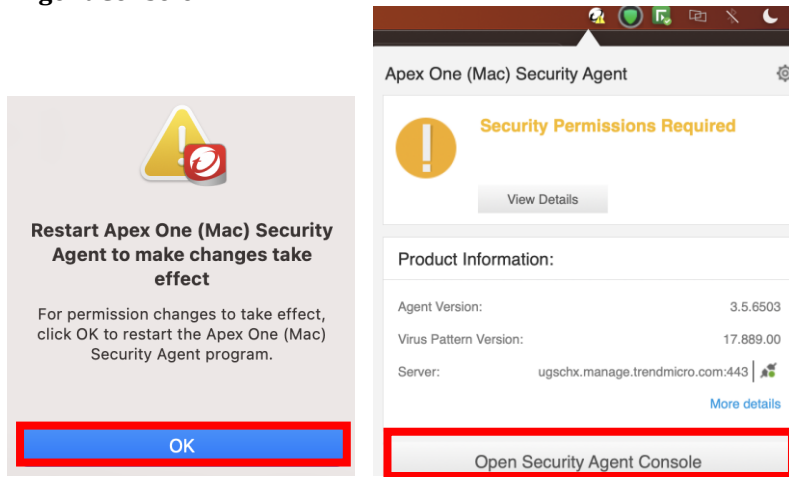 Restart Apex One (Mac) Security
Agent to make changes take
effect
For permission changes to take effect,
click OK to restart the Apex One (Mac)
Security Agent program.
OK
Apex One (Mac) Security Agent
Security Permissions Required
View Details
Product Information:
Agent Version: 3.5.6503
Virus Pattern Version: 17.889.00
Server: ugschx.manage.trendmicro.com:443
More details
Open Security Agent Console